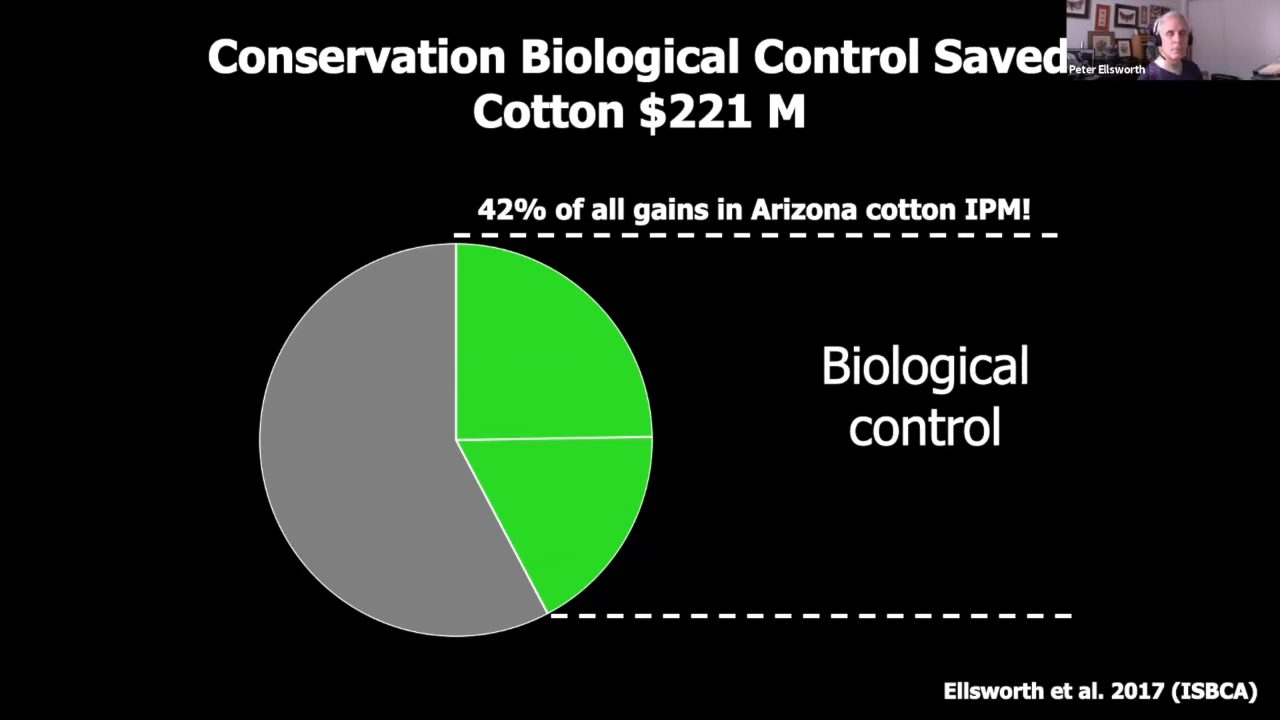 Conservation Biological Control Saved
Cotton $221 M
Peter Ellsworth
42% of all gains in Arizona cotton IPM!
Biological
control
Ellsworth et al. 2017 (ISBCA)